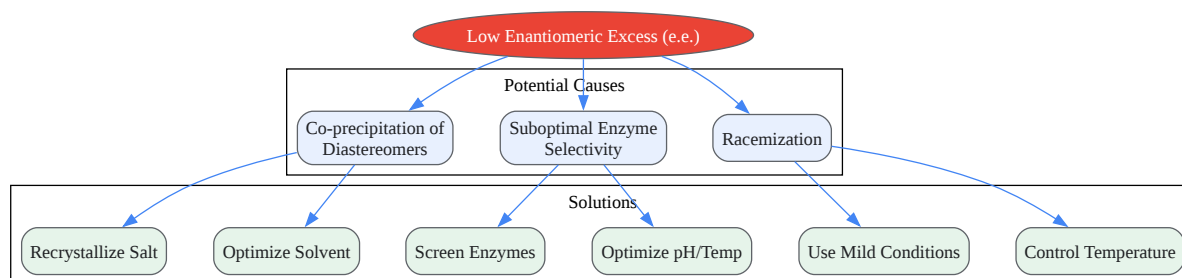 Low Enantiomeric Excess (e.e.)
Potential Causes
Co-precipitation of
Diastereomers
Suboptimal Enzyme
Selectivity
Racemization
Solutions
Recrystallize Salt
Optimize Solvent
Screen Enzymes
Optimize pH/Temp
Use Mild Conditions
Control Temperature